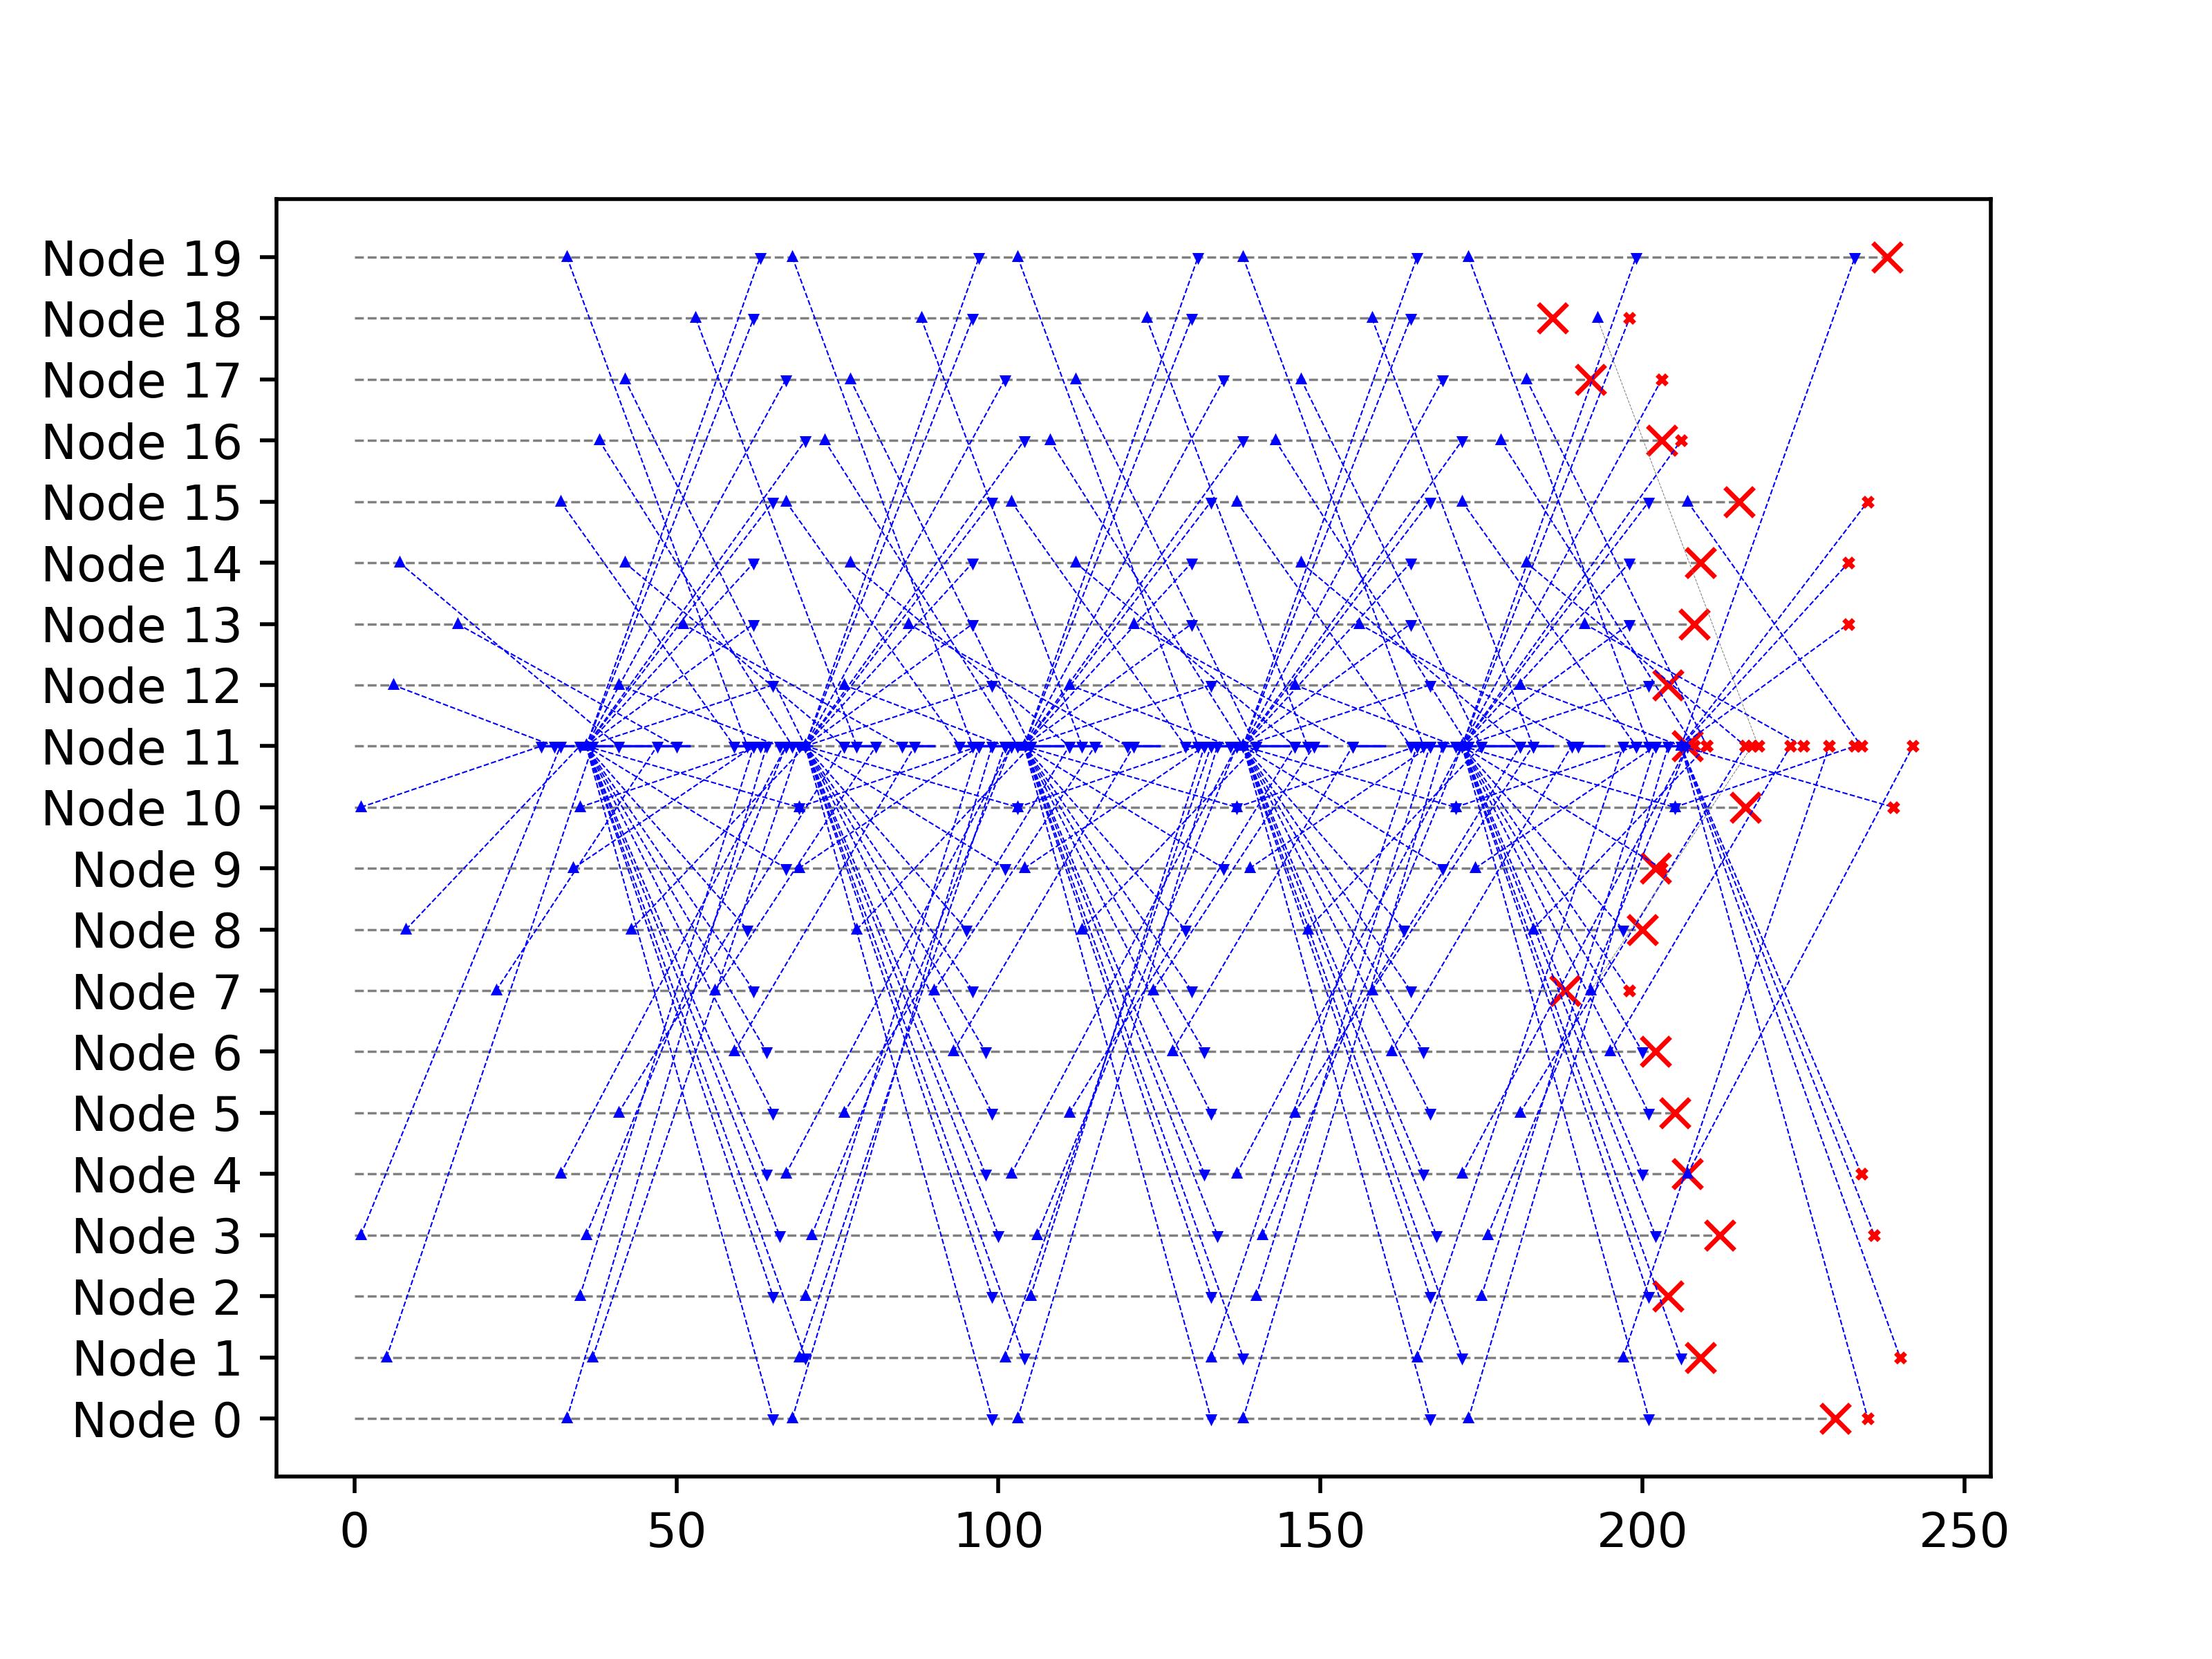 Node 19
Node 18
Node 17
Node 16
Node 15
Node 14
Node 13
Node 12
Node 11
Node 10
Node 9
Node 8
Node 7
Node 6
Node 5
Node 4
Node 3
Node 2
Node 1
Node 0
0 50 100 150 200 250